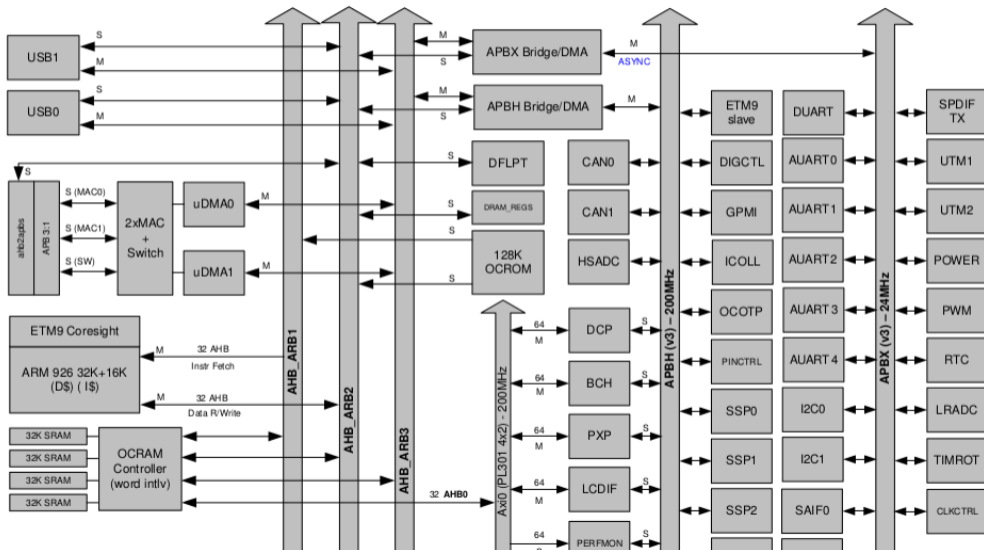 USB1
S
M
USB0
S
M
M
S
APBX Bridge/DMA
M
ASYNC
M
S
APBH Bridge/DMA
M
S
ahb2apbs
APB 3:1
S (MAC0)
S (MAC1)
S (SW)
2xMAC
+
Switch
uDMA0
M
uDMA1
M
S
DFLPT
S
DRAM_REGS
S
S
128K
OCROM
ETM9 Coresight
ARM 926 32K+16K
(D$) ( I$)
M
32 AHB
Instr Fetch
M
32 AHB
Data R/Write
32K SRAM
32K SRAM
32K SRAM
32K SRAM
OCRAM
Controller
(word intlv)
32 AHB0
AHB_ARB1
AHB_ARB2
AHB_ARB3
Axi0 (PL301 4x2) - 200MHz
CAN0
CAN1
HSADC
64
M
DCP
S
64
M
BCH
S
64
M
PXP
S
64
M
LCDIF
S
64
S
PERFMON
S
APBH (v3) – 200MHz
ETM9
slave
DIGCTL
GPMI
ICOLL
OCOTP
PINCTRL
SSP0
SSP1
SSP2
DUART
AUART0
AUART1
AUART2
AUART3
AUART4
I2C0
I2C1
SAIF0
APBX (v3) – 24MHz
SPDIF
TX
UTM1
UTM2
POWER
PWM
RTC
LRADC
TIMROT
CLKCTRL